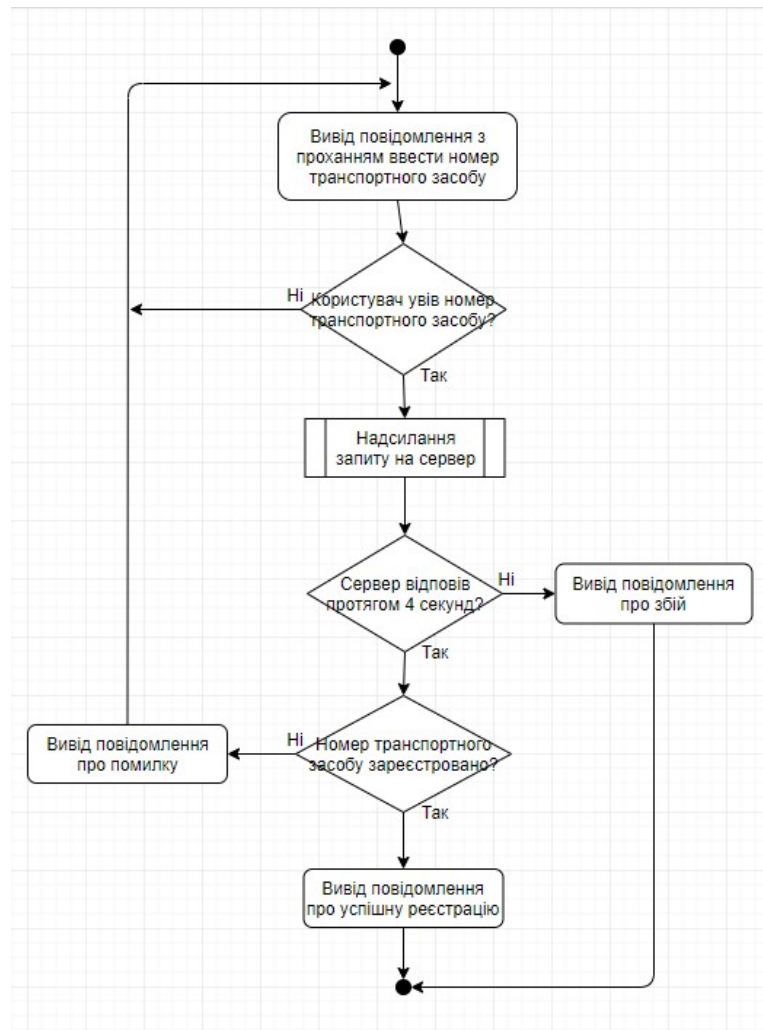 Вивід повідомлення з
проханням ввести номер
транспортного засобу
Ні
Користувач увів номер
транспортного засобу?
Так
Надсилання
запиту на сервер
Сервер відповів
протягом 4 секунд?
Ні
Вивід повідомлення
про збій
Так
Вивід повідомлення
про помилку
Ні
Номер транспортного
засобу зареєстровано?
Так
Вивід повідомлення
про успішну реєстрацію